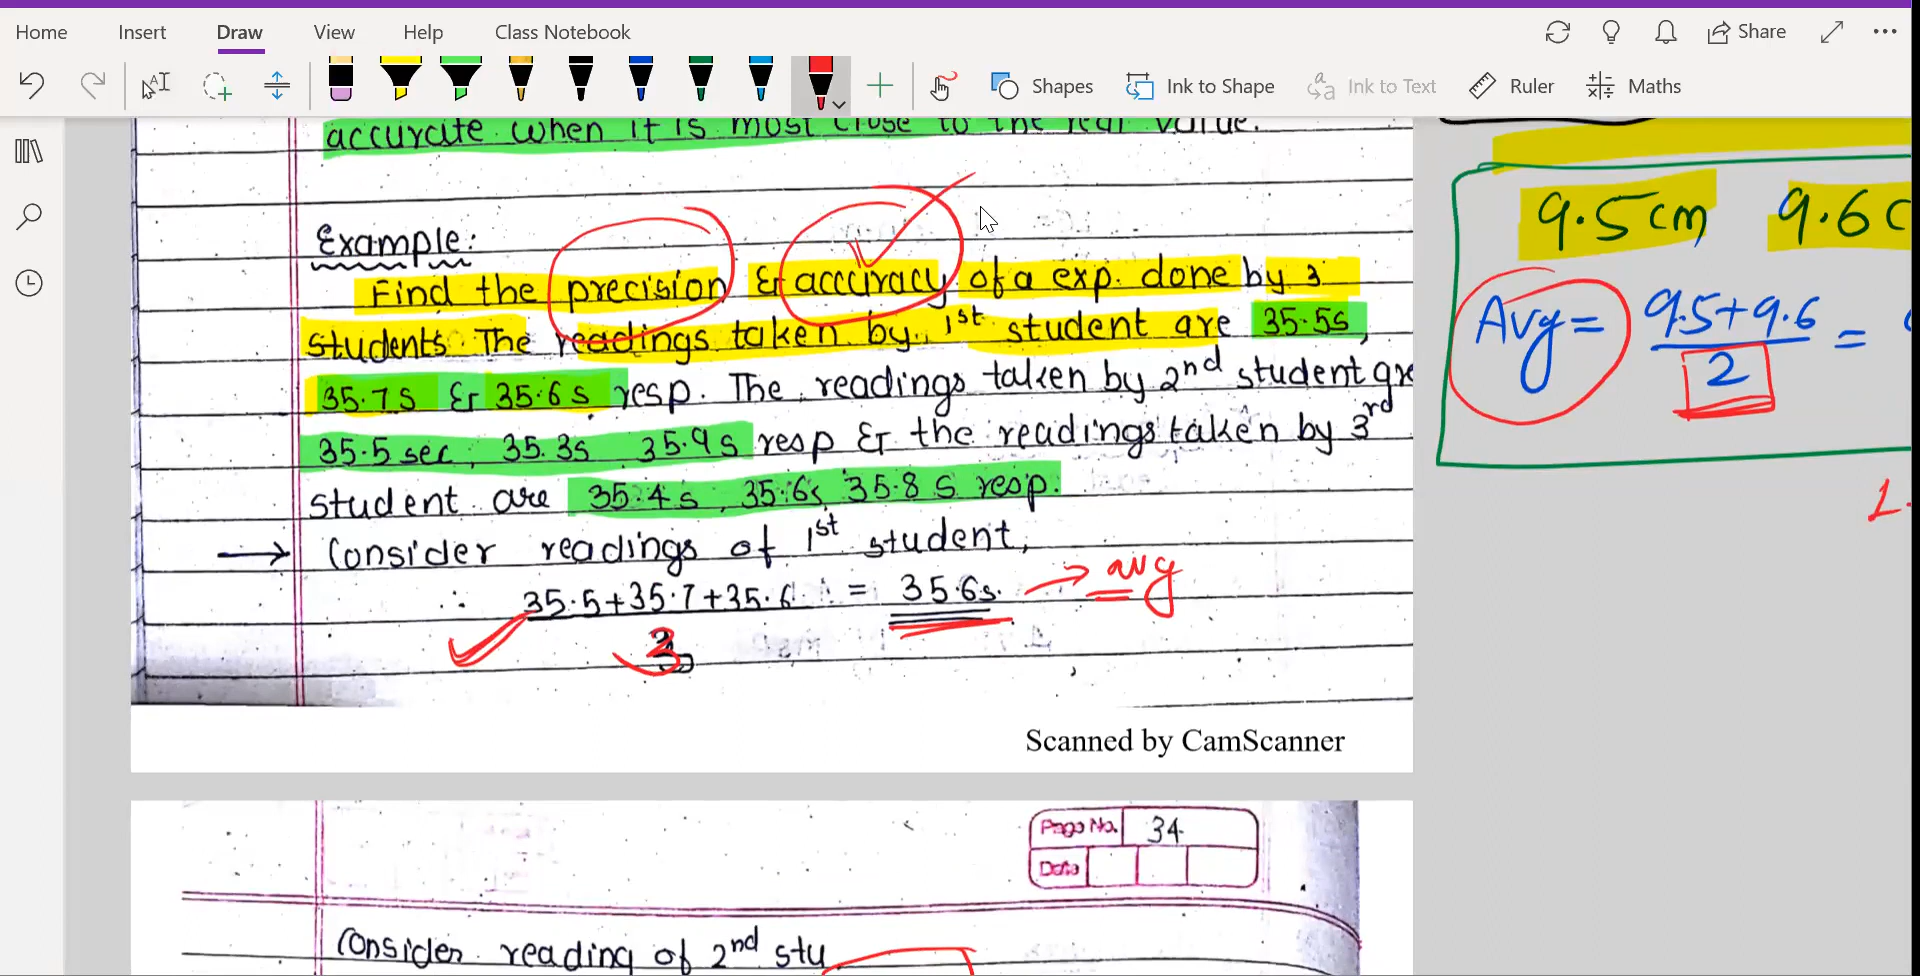 Home Insert Draw View Help Class Notebook Share
Shapes Ink to Shape Ink to Text Ruler Maths
accurate when it is most close to the real value.
Example:
Find the precision & acccuracy of a exp. done by 3
students. The readings taken by 1st student are 35.5s,
35.7s & 35.6s resp. The readings taken by 2nd student are
35.5 sec, 35.3s 35.9s resp & the readings taken by 3rd
student are 35.4s, 35.6s 35.8s resp.
→ Consider readings of 1st student,
∴ 35.5+35.7+35.6 = 35.6s. → avg
3
Scanned by CamScanner
Page No. 34
Date
Consider reading of 2nd stu
9.5cm 9.6c
Avg = 9.5+9.6 =
2
1.